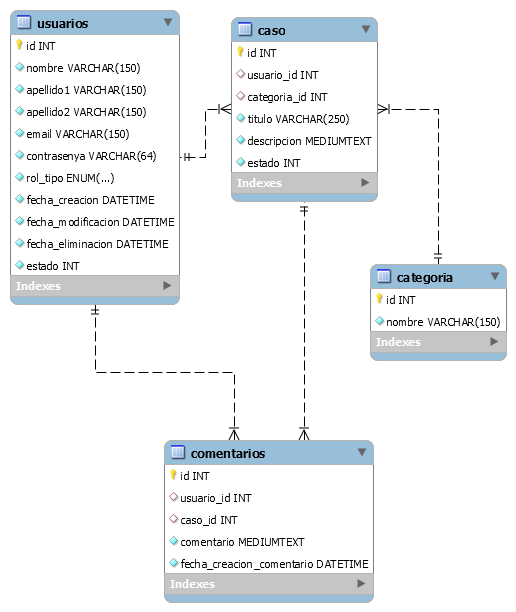 usuarios
id INT
nombre VARCHAR(150)
apellido1 VARCHAR(150)
apellido2 VARCHAR(150)
email VARCHAR(150)
contrasenya VARCHAR(64)
rol_tipo ENUM(...)
fecha_creacion DATETIME
fecha_modificacion DATETIME
fecha_eliminacion DATETIME
estado INT
Indexes
caso
id INT
usuario_id INT
categoria_id INT
titulo VARCHAR(250)
descripcion MEDIUMTEXT
estado INT
Indexes
categoria
id INT
nombre VARCHAR(150)
Indexes
comentarios
id INT
usuario_id INT
caso_id INT
comentario MEDIUMTEXT
fecha_creacion_comentario DATETIME
Indexes